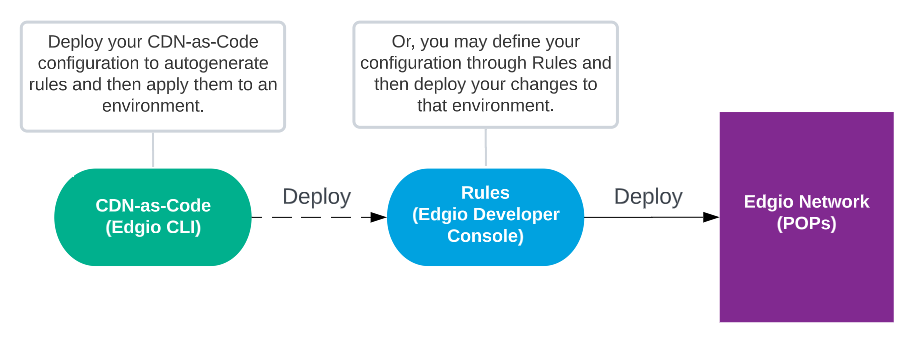 Deploy your CDN-as-Code
configuration to autogenerate
rules and then apply them to an
environment.
Or, you may define your
configuration through Rules and
then deploy your changes to
that environment.
CDN-as-Code
(Edgio CLI)
Deploy
Rules
(Edgio Developer
Console)
Deploy
Edgio Network
(POPs)